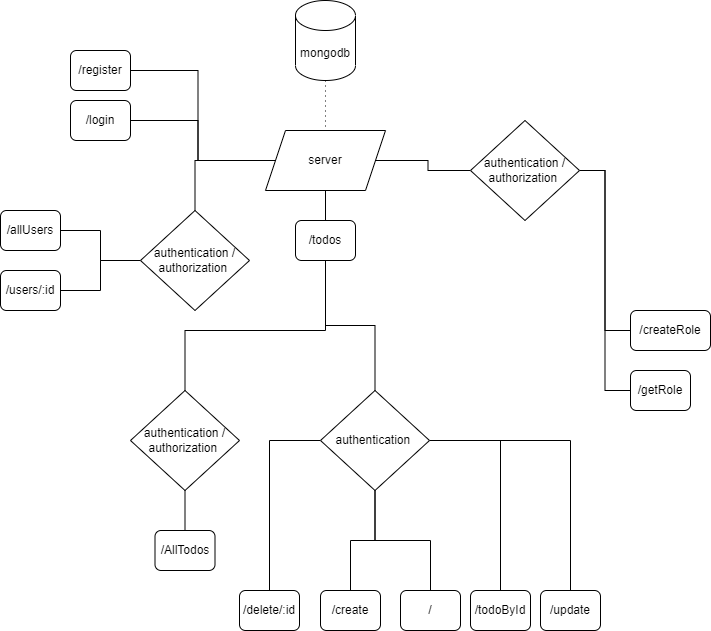 mongodb
/register
/login
server
authentication /
authorization
/todos
/allUsers
authentication /
authorization
/users/:id
/createRole
/getRole
authentication /
authorization
authentication
/AllTodos
/delete/:id
/create
/
/todoById
/update